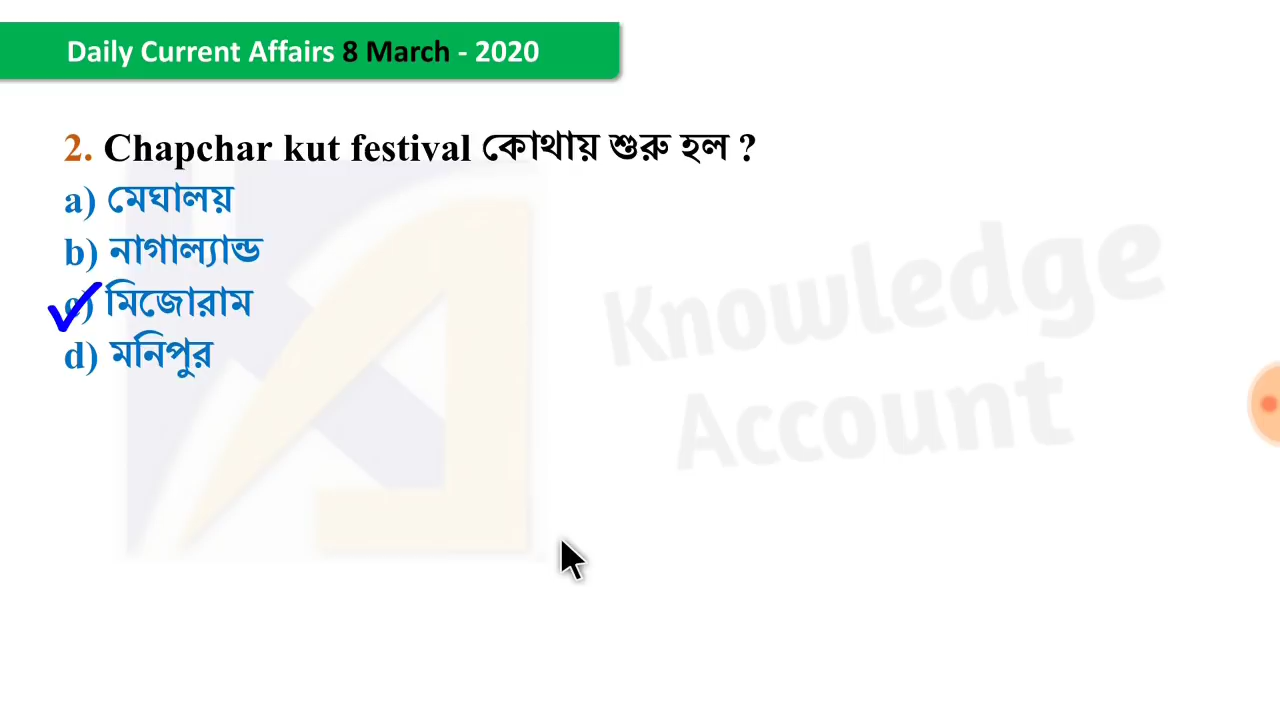 Daily Current Affairs 8 March - 2020
2. Chapchar kut festival কোথায় শুরু হল ?
a) মেঘালয়
b) নাগাল্যান্ড
c) মিজোরাম
d) মনিপুর
Knowledge
Account